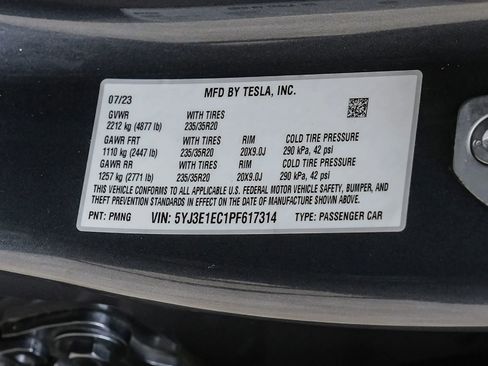 MFD BY TESLA, INC.
07/23
GVWR WITH TIRES
2212 kg (4877 lb) 235/35R20
GAWR FRT WITH TIRES RIM COLD TIRE PRESSURE
1110 kg (2447 lb) 235/35R20 20X9.0J 290 kPa, 42 psi
GAWR RR WITH TIRES RIM COLD TIRE PRESSURE
1257 kg (2771 lb) 235/35R20 20X9.0J 290 kPa, 42 psi
THIS VEHICLE CONFORMS TO ALL APPLICABLE U.S. FEDERAL MOTOR VEHICLE SAFETY, BUMPER, AND
THEFT PREVENTION STANDARDS IN EFFECT ON THE DATE OF MANUFACTURE SHOWN ABOVE.
PNT: PMNG VIN: 5YJ3E1EC1PF617314 TYPE: PASSENGER CAR